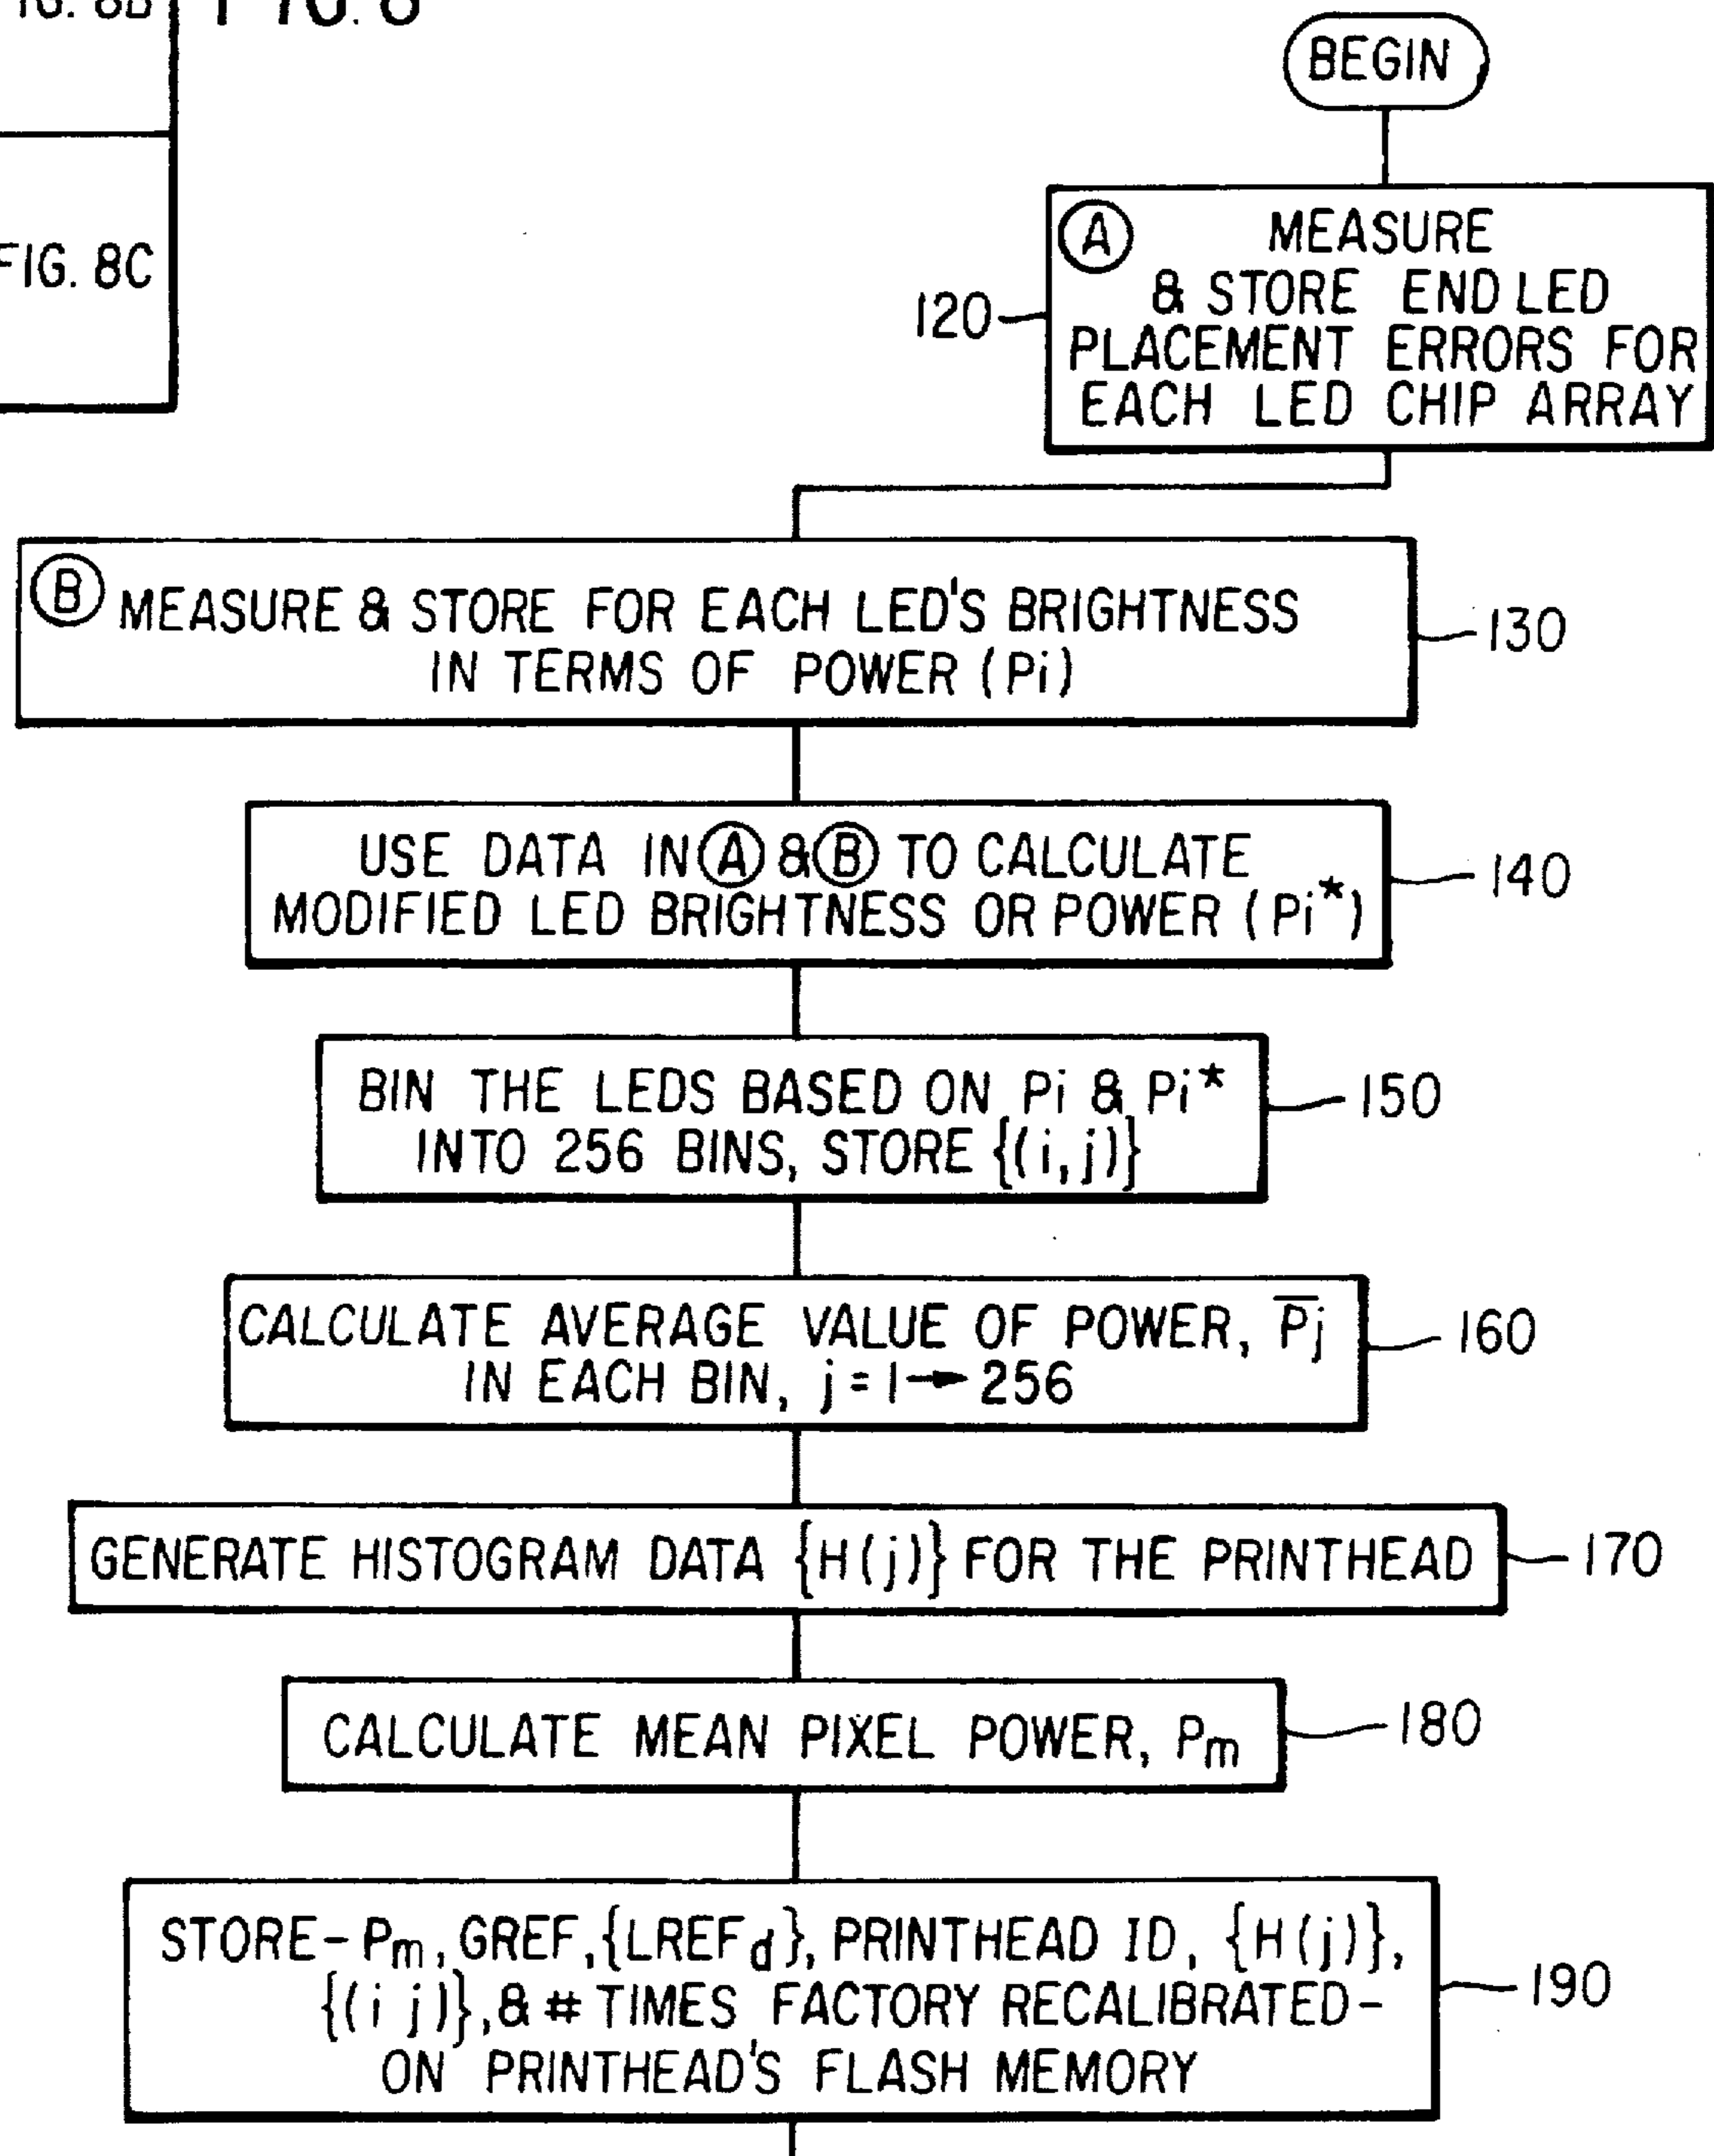 FIG. 8
FIG. 8C
BEGIN
Ⓐ MEASURE
& STORE END LED
PLACEMENT ERRORS FOR
EACH LED CHIP ARRAY
120
Ⓑ MEASURE & STORE FOR EACH LED'S BRIGHTNESS
IN TERMS OF POWER (Pi)
130
USE DATA IN Ⓐ & Ⓑ TO CALCULATE
MODIFIED LED BRIGHTNESS OR POWER (Pi*)
140
BIN THE LEDS BASED ON Pi & Pi*
INTO 256 BINS, STORE {(i,j)}
150
CALCULATE AVERAGE VALUE OF POWER, P̅j
IN EACH BIN, j=1→256
160
GENERATE HISTOGRAM DATA {H(j)} FOR THE PRINTHEAD
170
CALCULATE MEAN PIXEL POWER, Pm
180
STORE-Pm, GREF, {LREFd}, PRINTHEAD ID, {H(j)},
{(i j)}, & # TIMES FACTORY RECALIBRATED-
ON PRINTHEAD'S FLASH MEMORY
190